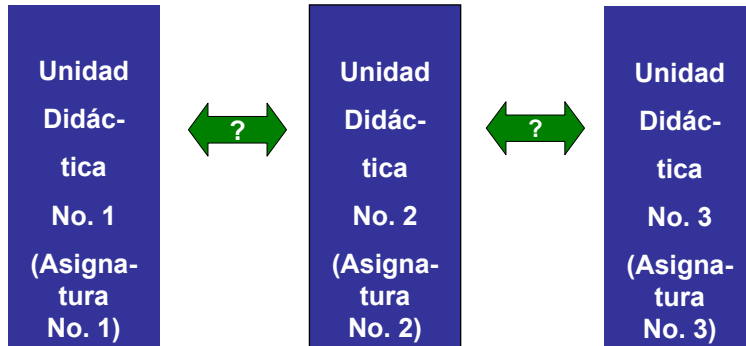 Unidad
Didác-
tica
No. 1
(Asigna-
tura
No. 1)
?
Unidad
Didác-
tica
No. 2
(Asigna-
tura
No. 2)
?
Unidad
Didác-
tica
No. 3
(Asigna-
tura
No. 3)